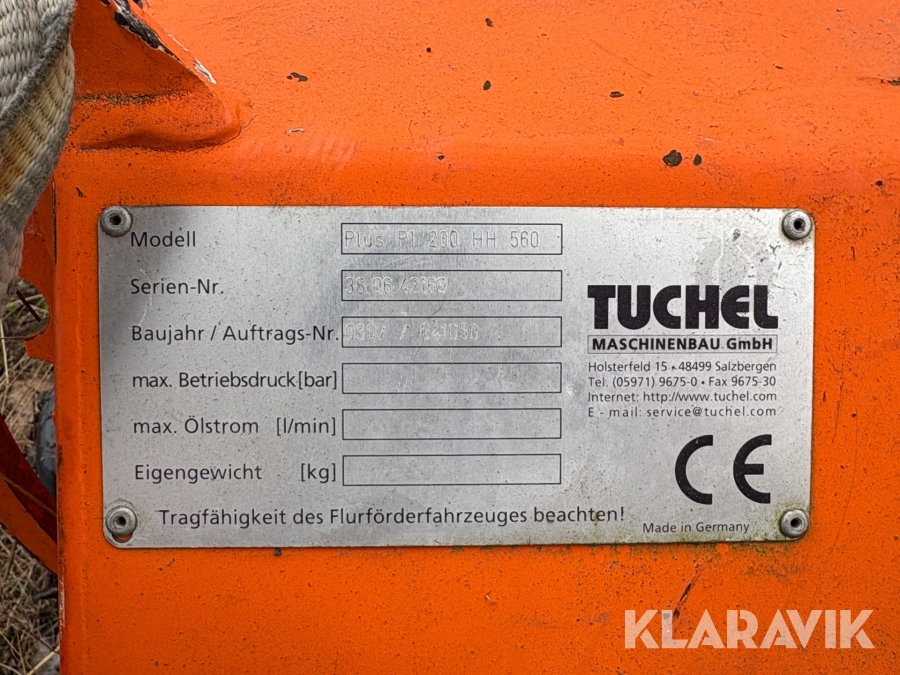 Modell Plus P1 200 HH 560
Serien-Nr.
Baujahr / Auftrags-Nr.
max. Betriebsdruck [bar]
max. Ölstrom [l/min]
Eigengewicht [kg]
Tragfähigkeit des Flurförderfahrzeuges beachten!
TUCHEL
MASCHINENBAU GmbH
Holsterfeld 15 • 48499 Salzbergen
Tel. (05971) 9675-0 • Fax 9675-30
Internet: http://www.tuchel.com
E - mail: service@tuchel.com
CE
Made in Germany
KLARAVIK